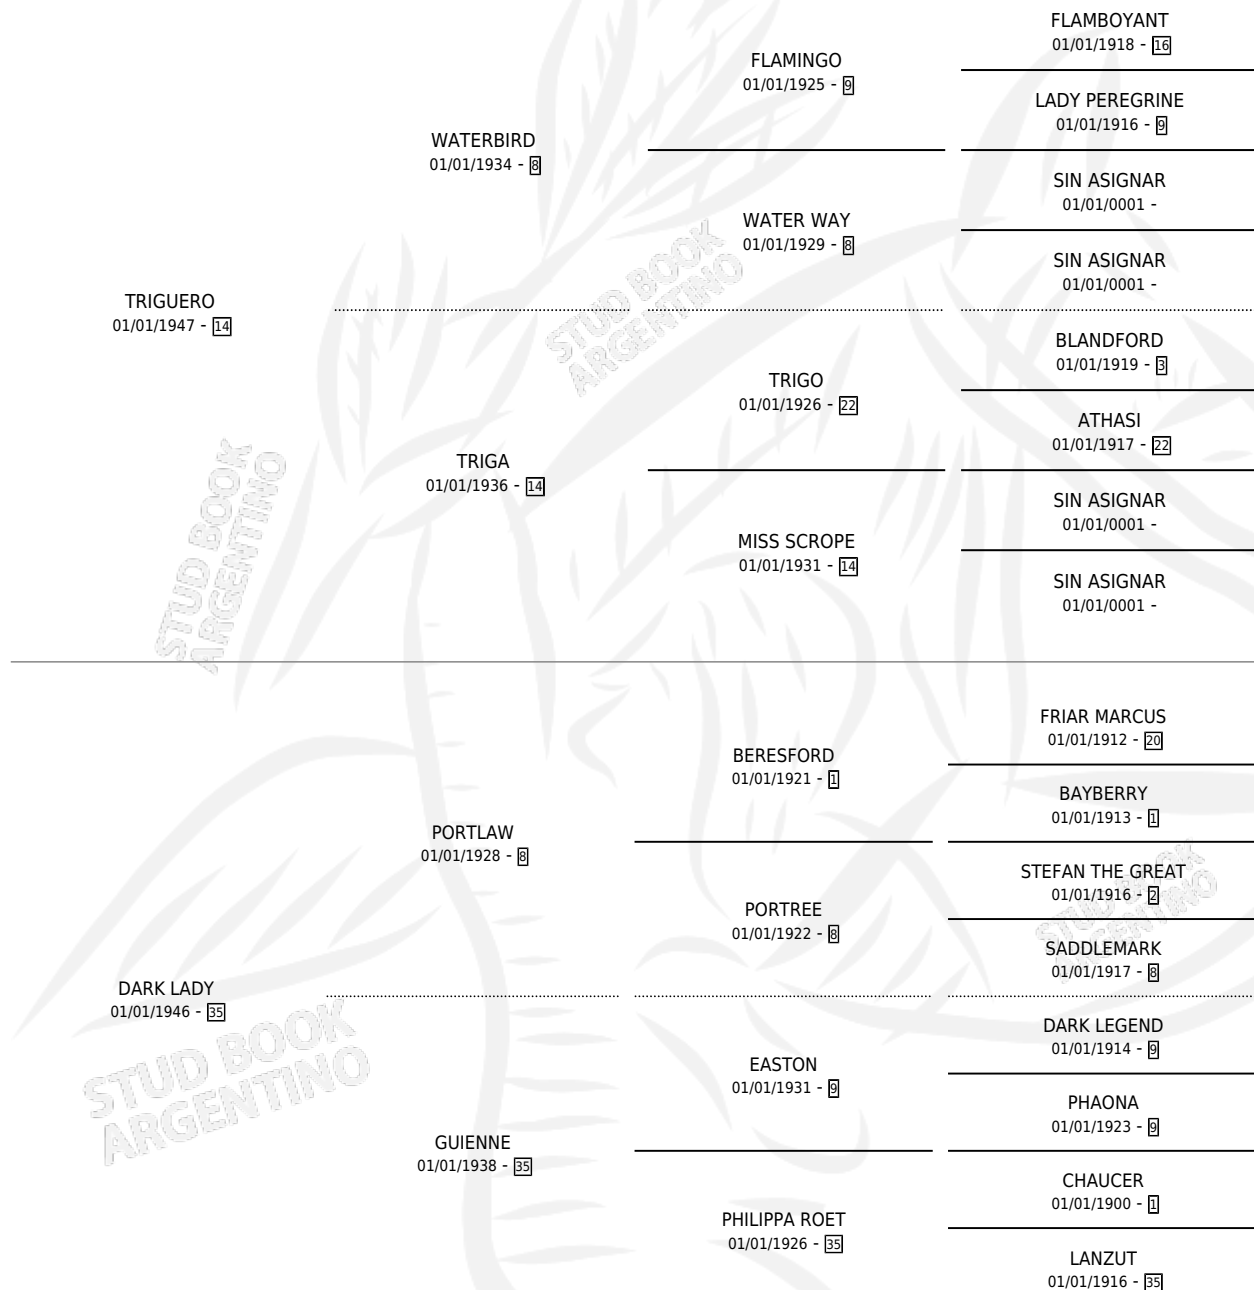 FLAMBOYANT
01/01/1918 - 16
FLAMINGO
01/01/1925 - 9
LADY PEREGRINE
01/01/1916 - 9
WATERBIRD
01/01/1934 - 8
SIN ASIGNAR
01/01/0001 -
WATER WAY
01/01/1929 - 8
SIN ASIGNAR
01/01/0001 -
TRIGUERO
01/01/1947 - 14
BLANDFORD
01/01/1919 - 3
TRIGO
01/01/1926 - 22
ATHASI
01/01/1917 - 22
TRIGA
01/01/1936 - 14
SIN ASIGNAR
01/01/0001 -
MISS SCROPE
01/01/1931 - 14
SIN ASIGNAR
01/01/0001 -
STUD BOOK
ARGENTINO
STUD BOOK
ARGENTINO
FRIAR MARCUS
01/01/1912 - 20
BERESFORD
01/01/1921 - 1
BAYBERRY
01/01/1913 - 1
PORTLAW
01/01/1928 - 8
STEFAN THE GREAT
01/01/1916 - 2
PORTREE
01/01/1922 - 8
SADDLEMARK
01/01/1917 - 8
DARK LADY
01/01/1946 - 35
DARK LEGEND
01/01/1914 - 9
EASTON
01/01/1931 - 9
PHAONA
01/01/1923 - 9
GUIENNE
01/01/1938 - 35
CHAUCER
01/01/1900 - 1
PHILIPPA ROET
01/01/1926 - 35
LANZUT
01/01/1916 - 35
STUD BOOK
ARGENTINO
STUD BOOK
ARGENTINO